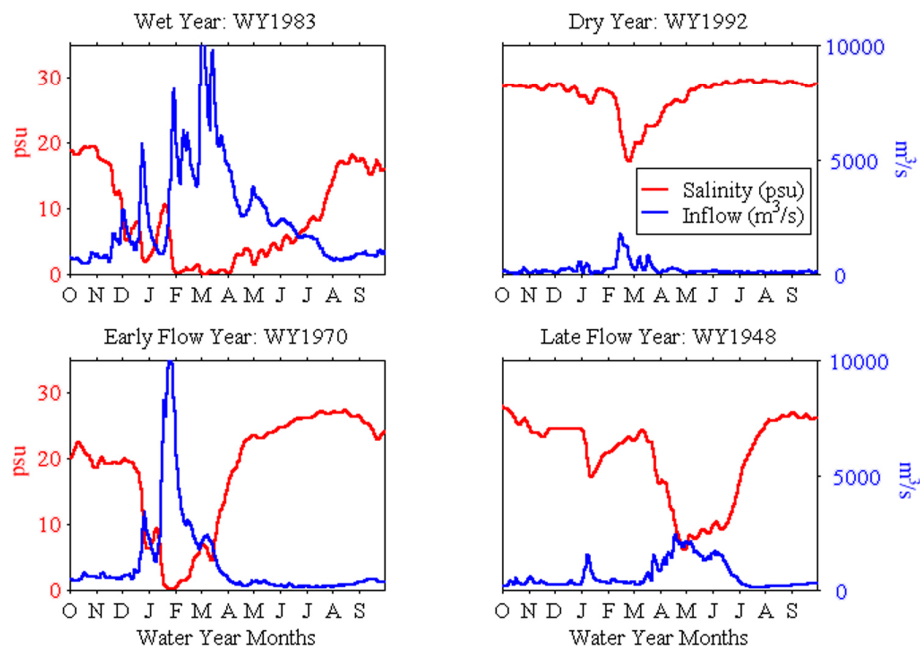 Wet Year: WY1983
Dry Year: WY1992
30
20
10
0
psu
O N D J F M A M J J A S
10000
5000
0
m³/s
Salinity (psu)
Inflow (m³/s)
O N D J F M A M J J A S
Early Flow Year: WY1970
Late Flow Year: WY1948
30
20
10
0
psu
O N D J F M A M J J A S
Water Year Months
10000
5000
0
m³/s
O N D J F M A M J J A S
Water Year Months